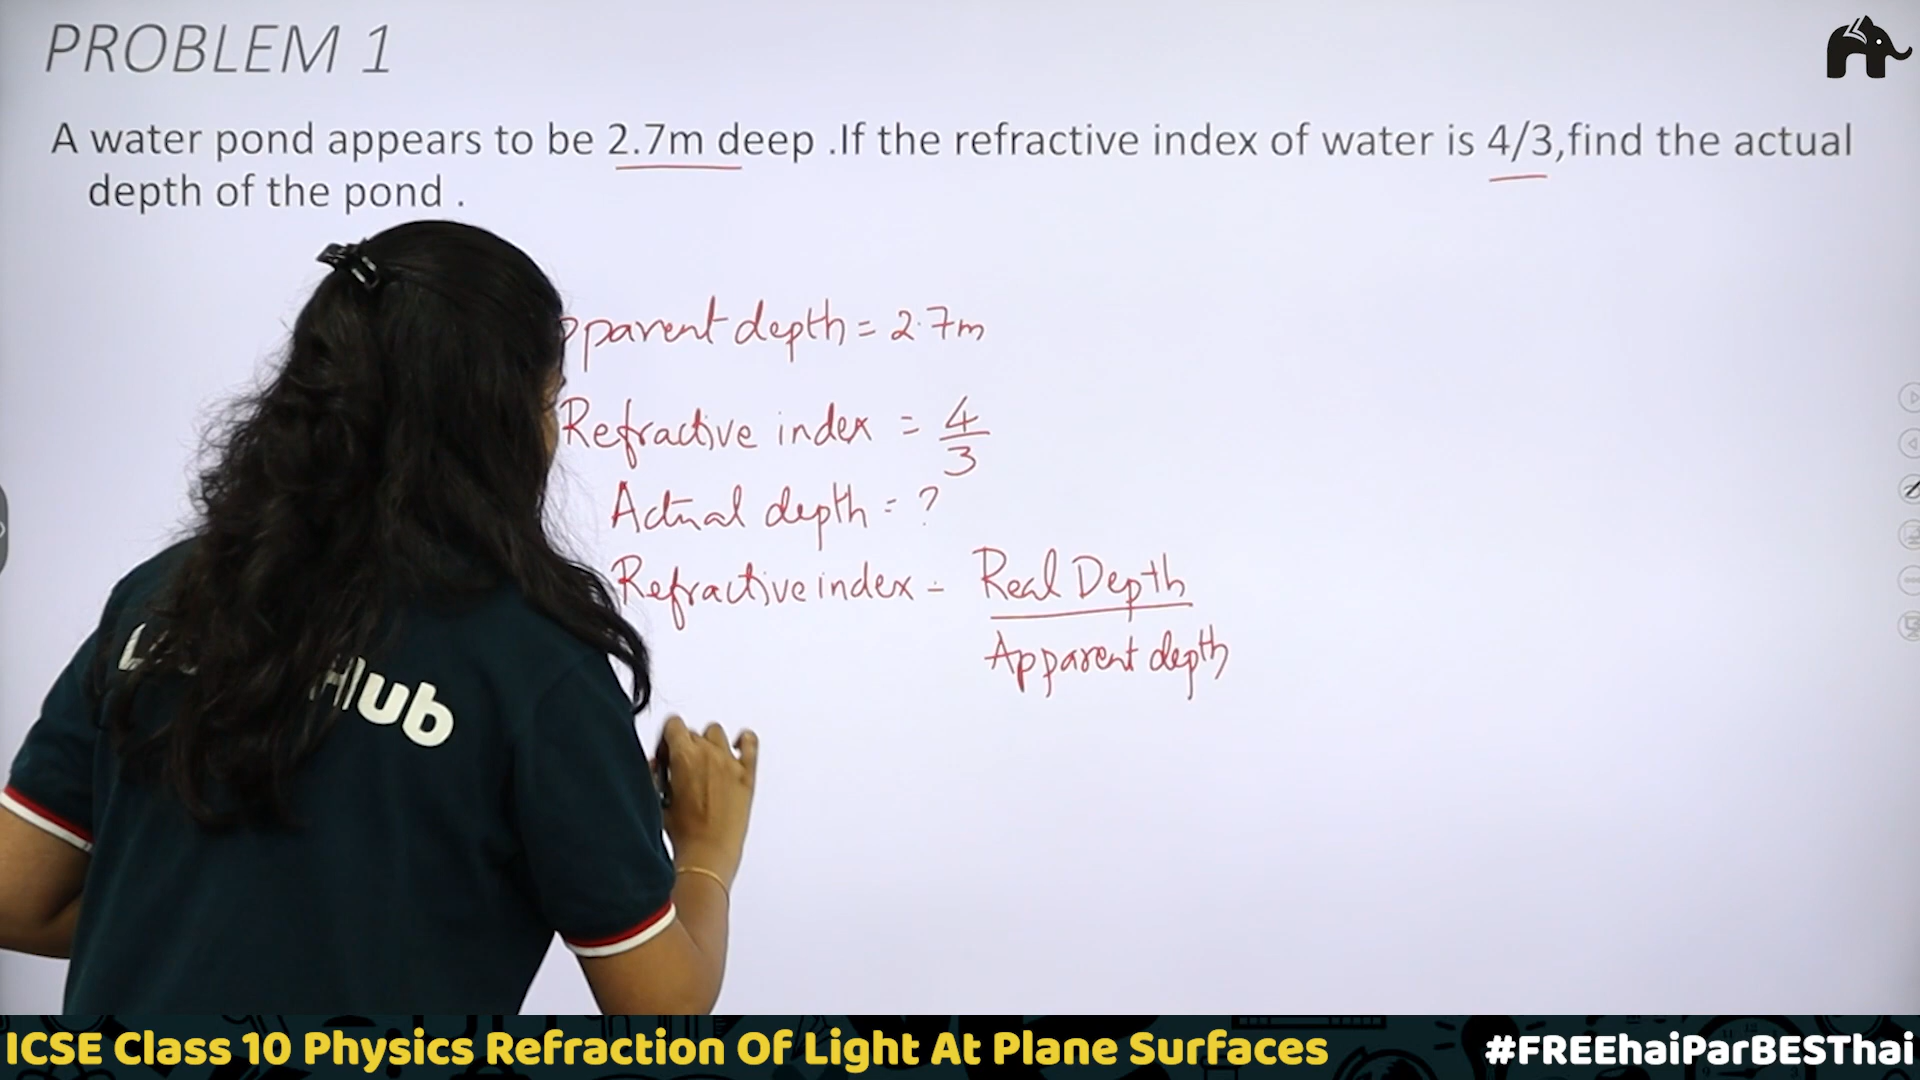 PROBLEM 1
A water pond appears to be 2.7m deep .If the refractive index of water is 4/3,find the actual
depth of the pond .
pparent depth = 2.7m
Refractive index = 4/3
Actual depth = ?
Refractive index = Real Depth
Apparent depth
Hub
ICSE Class 10 Physics Refraction Of Light At Plane Surfaces
#FREEhaiParBESThai